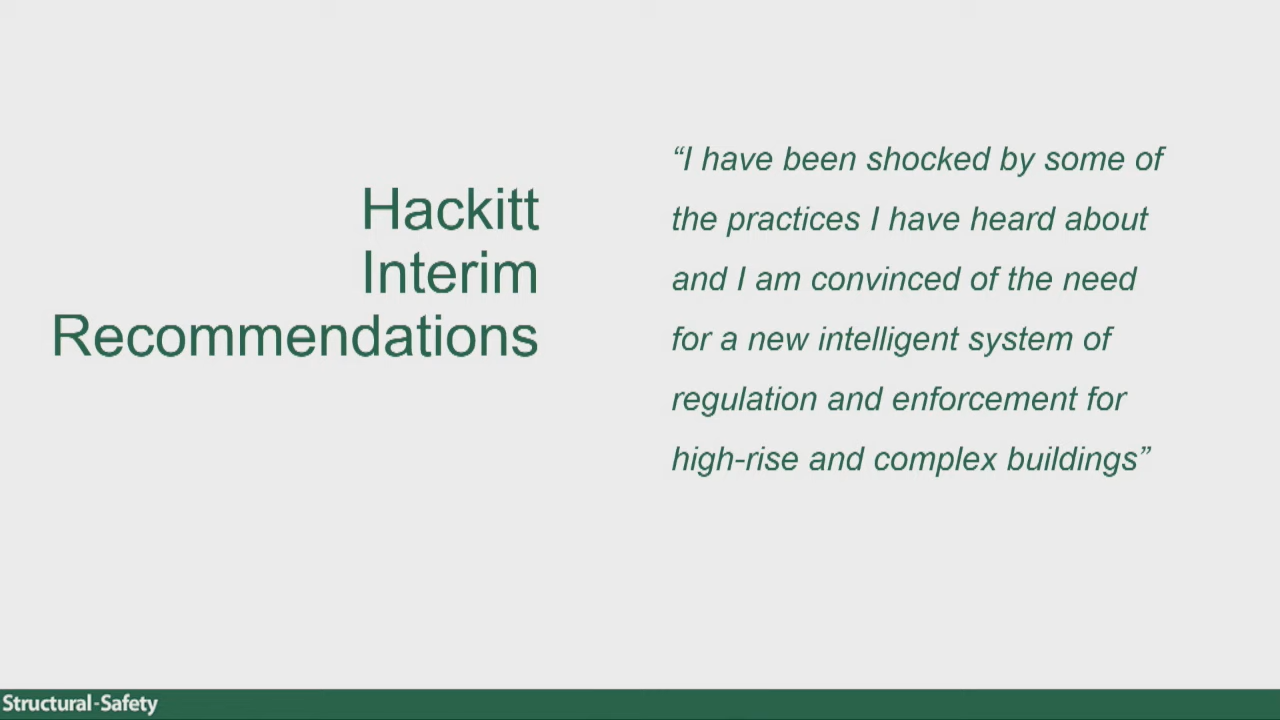 Hackitt
Interim
Recommendations
“I have been shocked by some of
the practices I have heard about
and I am convinced of the need
for a new intelligent system of
regulation and enforcement for
high-rise and complex buildings”
Structural-Safety